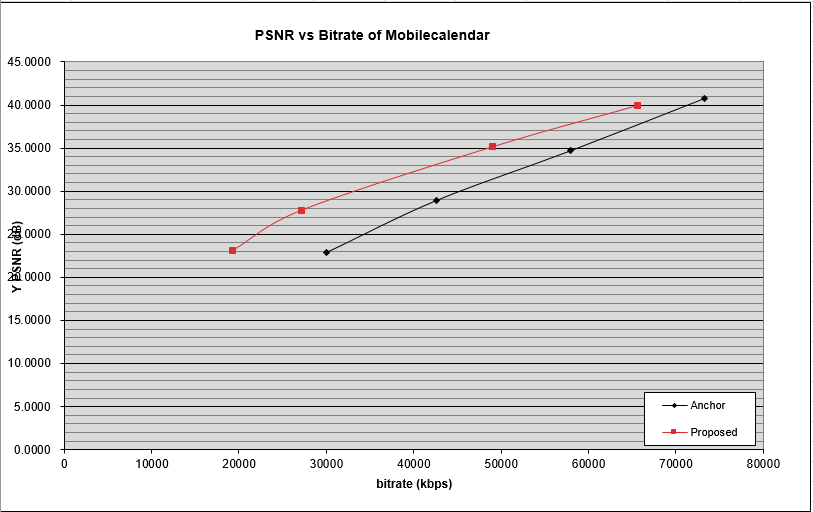 PSNR vs Bitrate of Mobilecalendar
45.0000
40.0000
35.0000
30.0000
25.0000
20.0000
15.0000
10.0000
5.0000
0.0000
Y PSNR (dB)
0 10000 20000 30000 40000 50000 60000 70000 80000
bitrate (kbps)
Anchor
Proposed